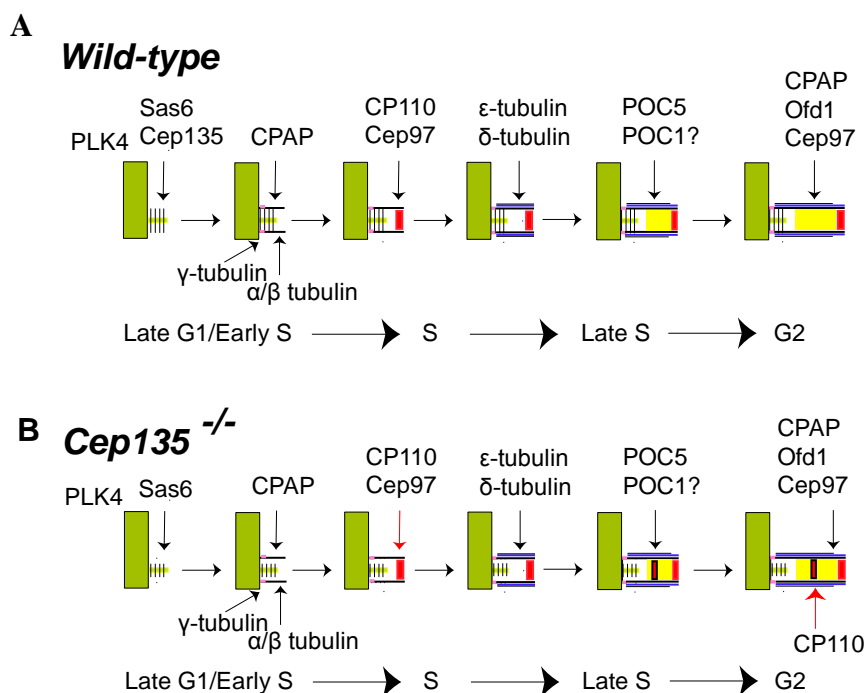 A
Wild-type
PLK4
Sas6
Cep135
CPAP
CP110
Cep97
ε-tubulin
δ-tubulin
POC5
POC1?
CPAP
Ofd1
Cep97
γ-tubulin
α/β tubulin
Late G1/Early S
S
Late S
G2
B
Cep135 -/-
PLK4
Sas6
CPAP
CP110
Cep97
ε-tubulin
δ-tubulin
POC5
POC1?
CPAP
Ofd1
Cep97
γ-tubulin
α/β tubulin
CP110
Late G1/Early S
S
Late S
G2